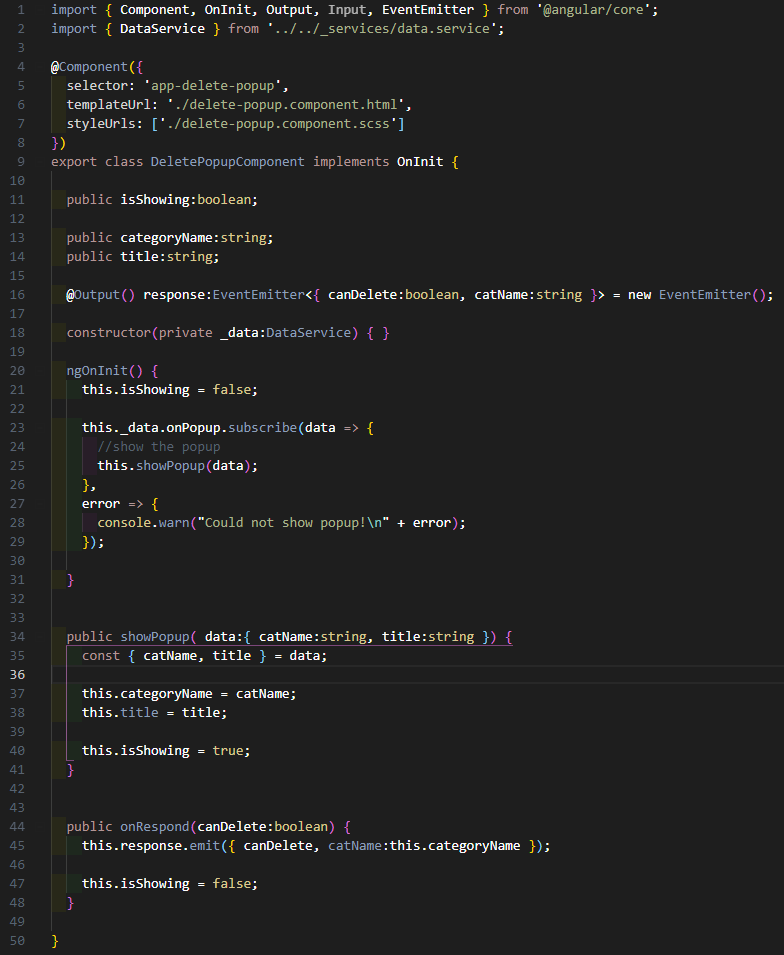 1 import { Component, OnInit, Output, Input, EventEmitter } from '@angular/core';
2 import { DataService } from '../../_services/data.service';
3
4 @Component({
5   selector: 'app-delete-popup',
6   templateUrl: './delete-popup.component.html',
7   styleUrls: ['./delete-popup.component.scss']
8 })
9 export class DeletePopupComponent implements OnInit {
10
11   public isShowing:boolean;
12
13   public categoryName:string;
14   public title:string;
15
16   @Output() response:EventEmitter<{ canDelete:boolean, catName:string }> = new EventEmitter();
17
18   constructor(private _data:DataService) { }
19
20   ngOnInit() {
21     this.isShowing = false;
22
23     this._data.onPopup.subscribe(data => {
24       //show the popup
25       this.showPopup(data);
26     },
27     error => {
28       console.warn("Could not show popup!\n" + error);
29     });
30
31   }
32
33
34   public showPopup( data:{ catName:string, title:string }) {
35     const { catName, title } = data;
36
37     this.categoryName = catName;
38     this.title = title;
39
40     this.isShowing = true;
41   }
42
43
44   public onRespond(canDelete:boolean) {
45     this.response.emit({ canDelete, catName:this.categoryName });
46
47     this.isShowing = false;
48   }
49
50 }